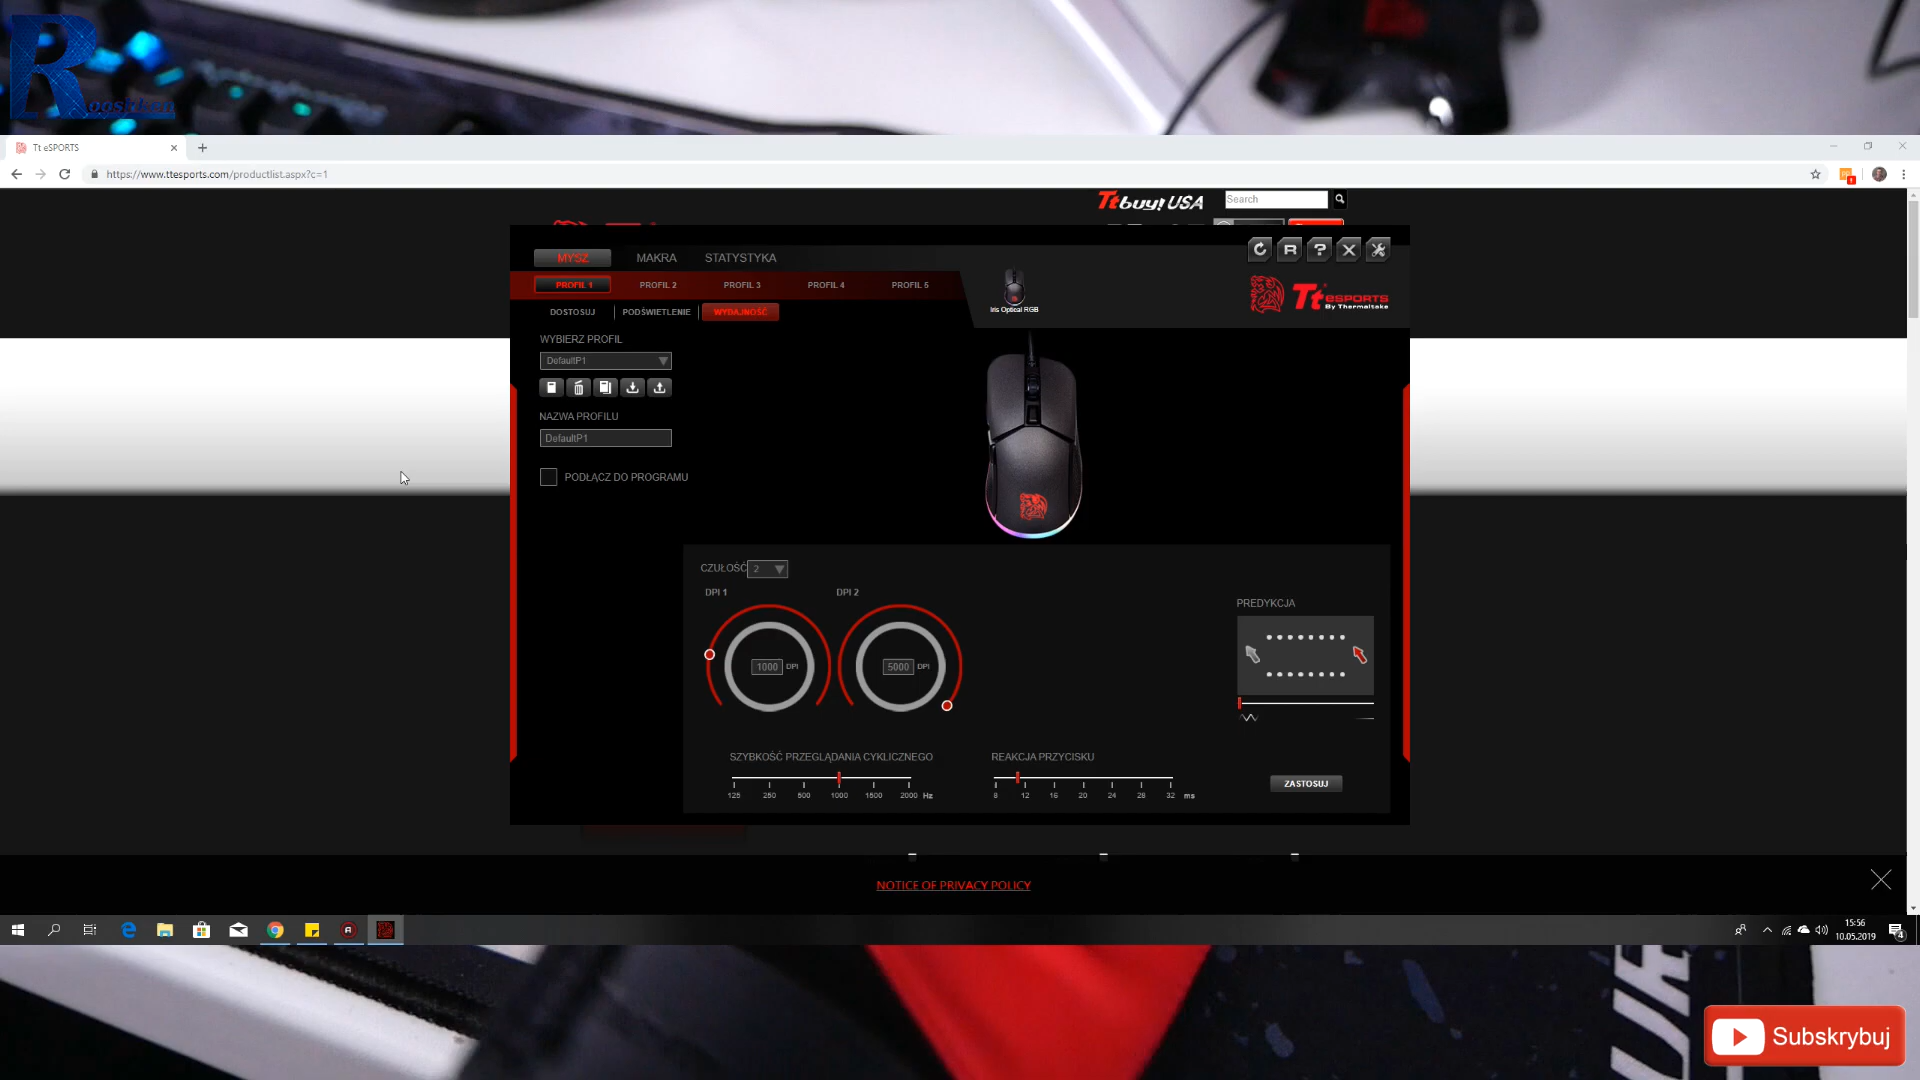 Rooshken
Tt eSPORTS
https://www.ttesports.com/productlist.aspx?c=1
Tt buy! USA
Search
MYSZ
MAKRA
STATYSTYKA
R
?
PROFIL 1
PROFIL 2
PROFIL 3
PROFIL 4
PROFIL 5
Iris Optical RGB
Tt eSPORTS
By Thermaltake
DOSTOSUJ
PODŚWIETLENIE
WYDAJNOŚĆ
WYBIERZ PROFIL
DefaultP1
NAZWA PROFILU
DefaultP1
PODŁĄCZ DO PROGRAMU
CZUŁOŚĆ 2
DPI 1
DPI 2
1000 DPI
5000 DPI
PREDYKCJA
SZYBKOŚĆ PRZEGLĄDANIA CYKLICZNEGO
125 250 500 1000 1500 2000 Hz
REAKCJA PRZYCISKU
8 12 16 20 24 28 32 ms
ZASTOSUJ
NOTICE OF PRIVACY POLICY
15:56
10.05.2019
4
Subskrybuj